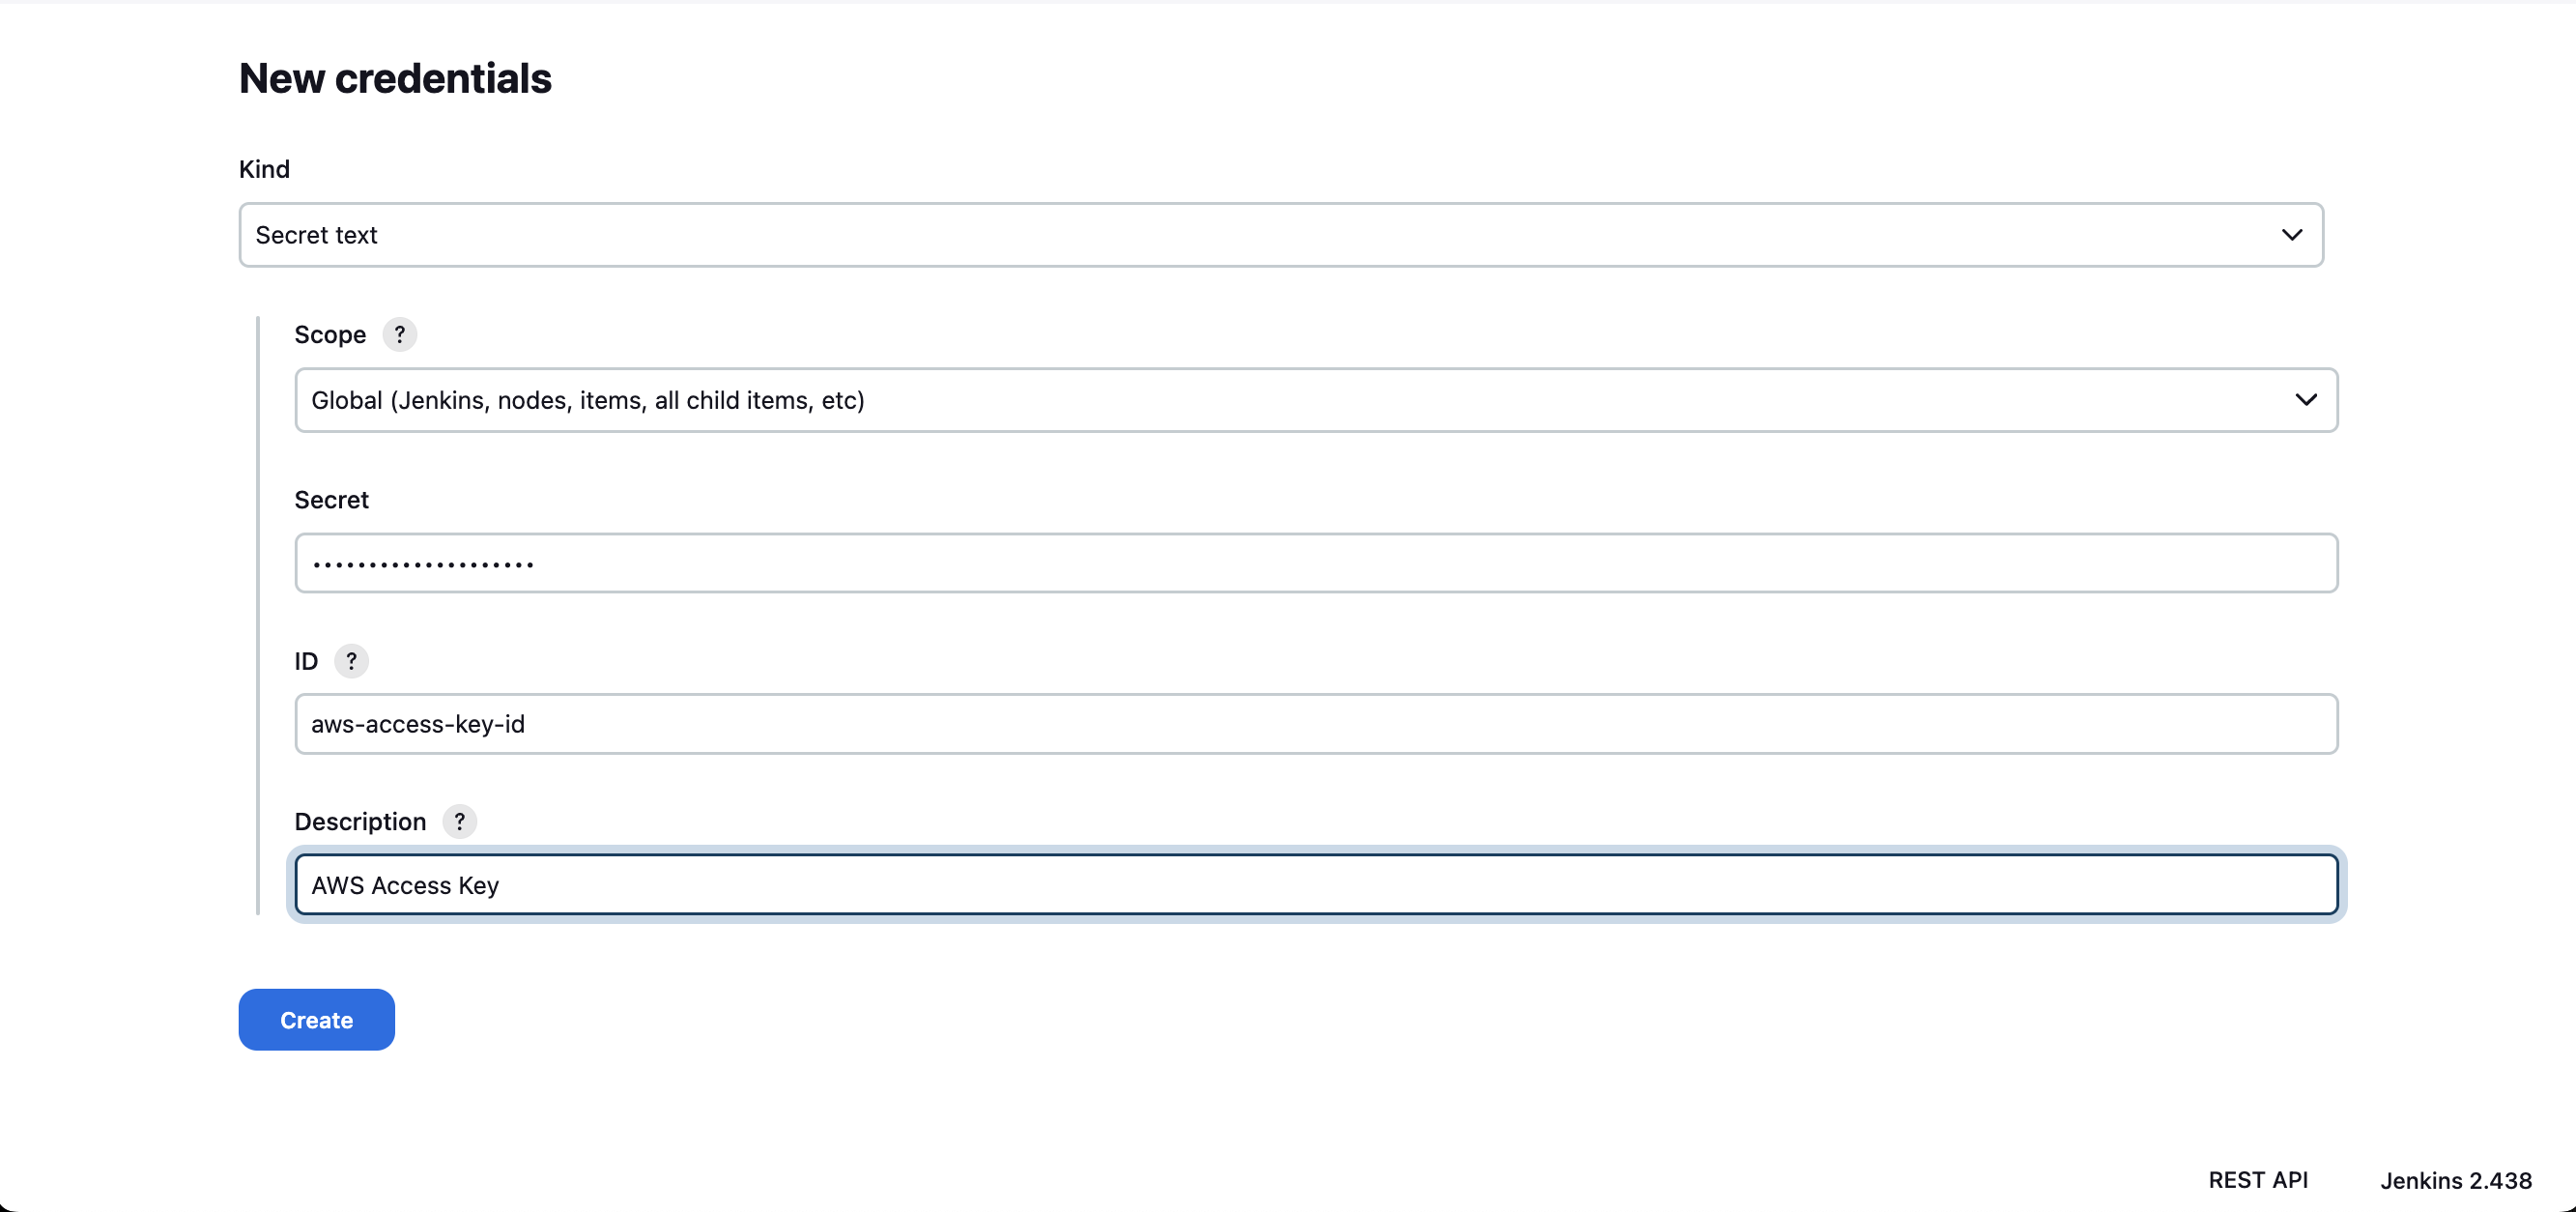 New credentials
Kind
Secret text
Scope ?
Global (Jenkins, nodes, items, all child items, etc)
Secret
••••••••••••••••••••
ID ?
aws-access-key-id
Description ?
AWS Access Key
Create
REST API Jenkins 2.438